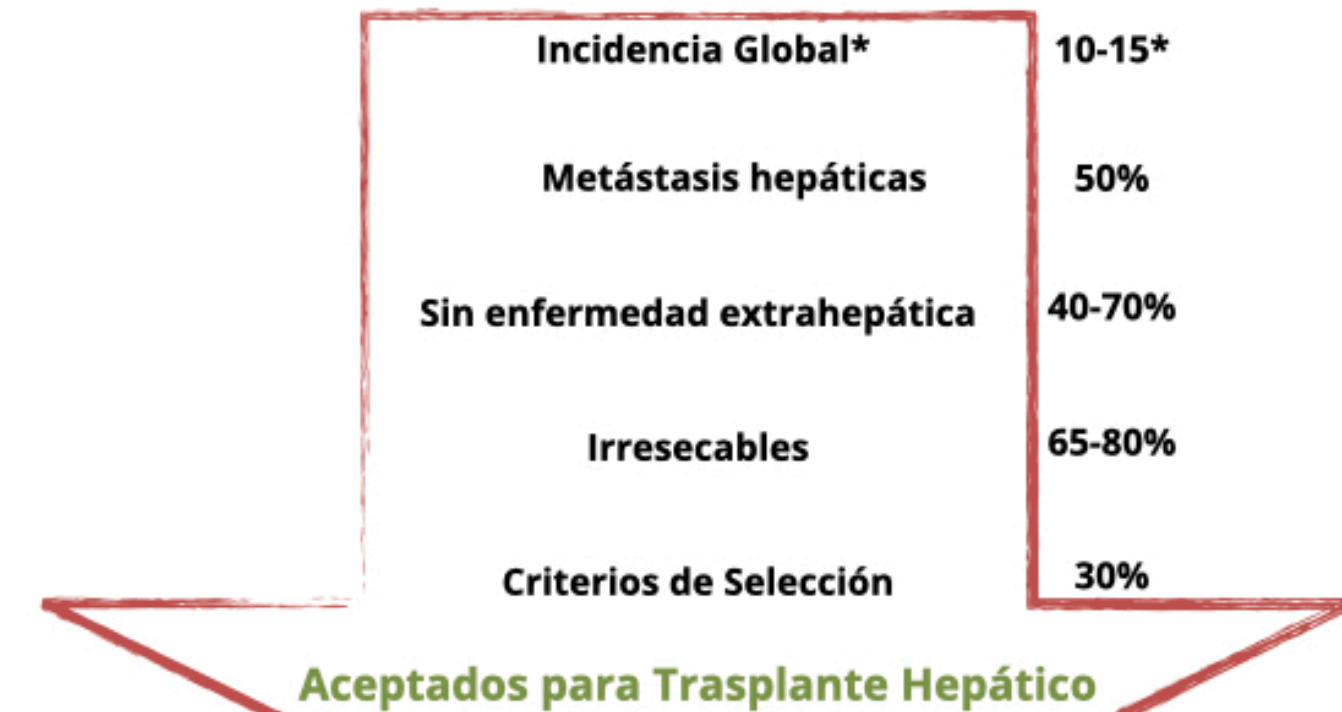 Incidencia Global* 10-15*
Metástasis hepáticas 50%
Sin enfermedad extrahepática 40-70%
Irresecables 65-80%
Criterios de Selección 30%
Aceptados para Trasplante Hepático